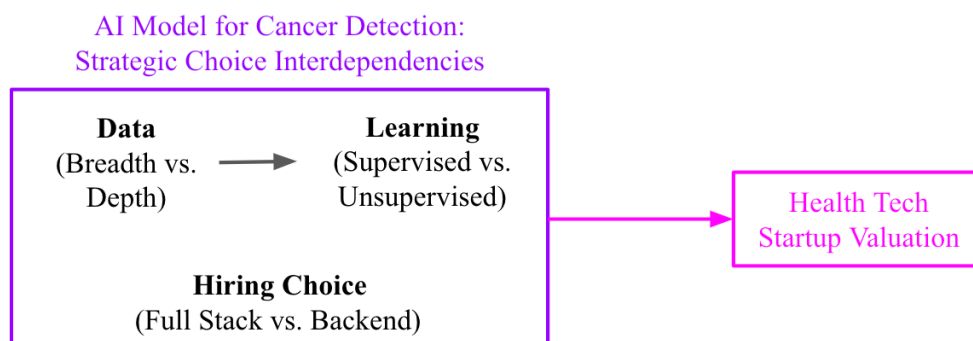 AI Model for Cancer Detection:
Strategic Choice Interdependencies
Data
(Breadth vs.
Depth)
Learning
(Supervised vs.
Unsupervised)
Hiring Choice
(Full Stack vs. Backend)
Health Tech
Startup Valuation